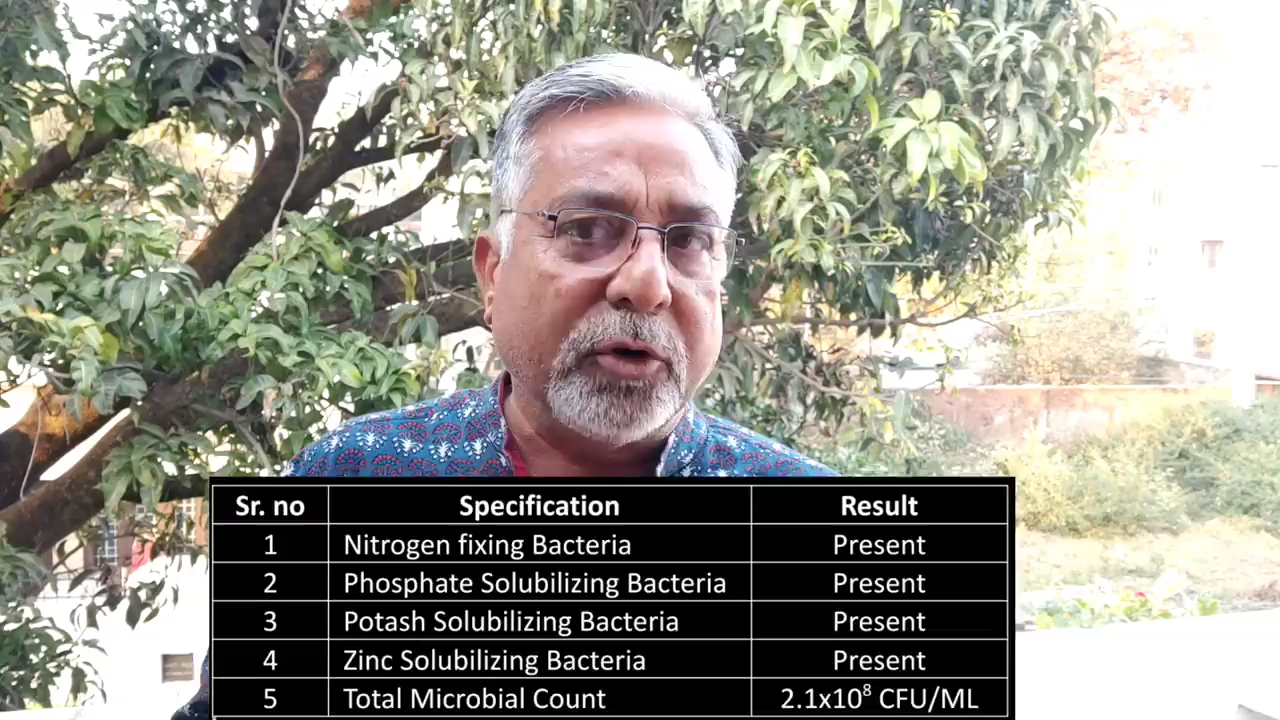 Sr. no Specification Result
1 Nitrogen fixing Bacteria Present
2 Phosphate Solubilizing Bacteria Present
3 Potash Solubilizing Bacteria Present
4 Zinc Solubilizing Bacteria Present
5 Total Microbial Count 2.1x10⁸ CFU/ML